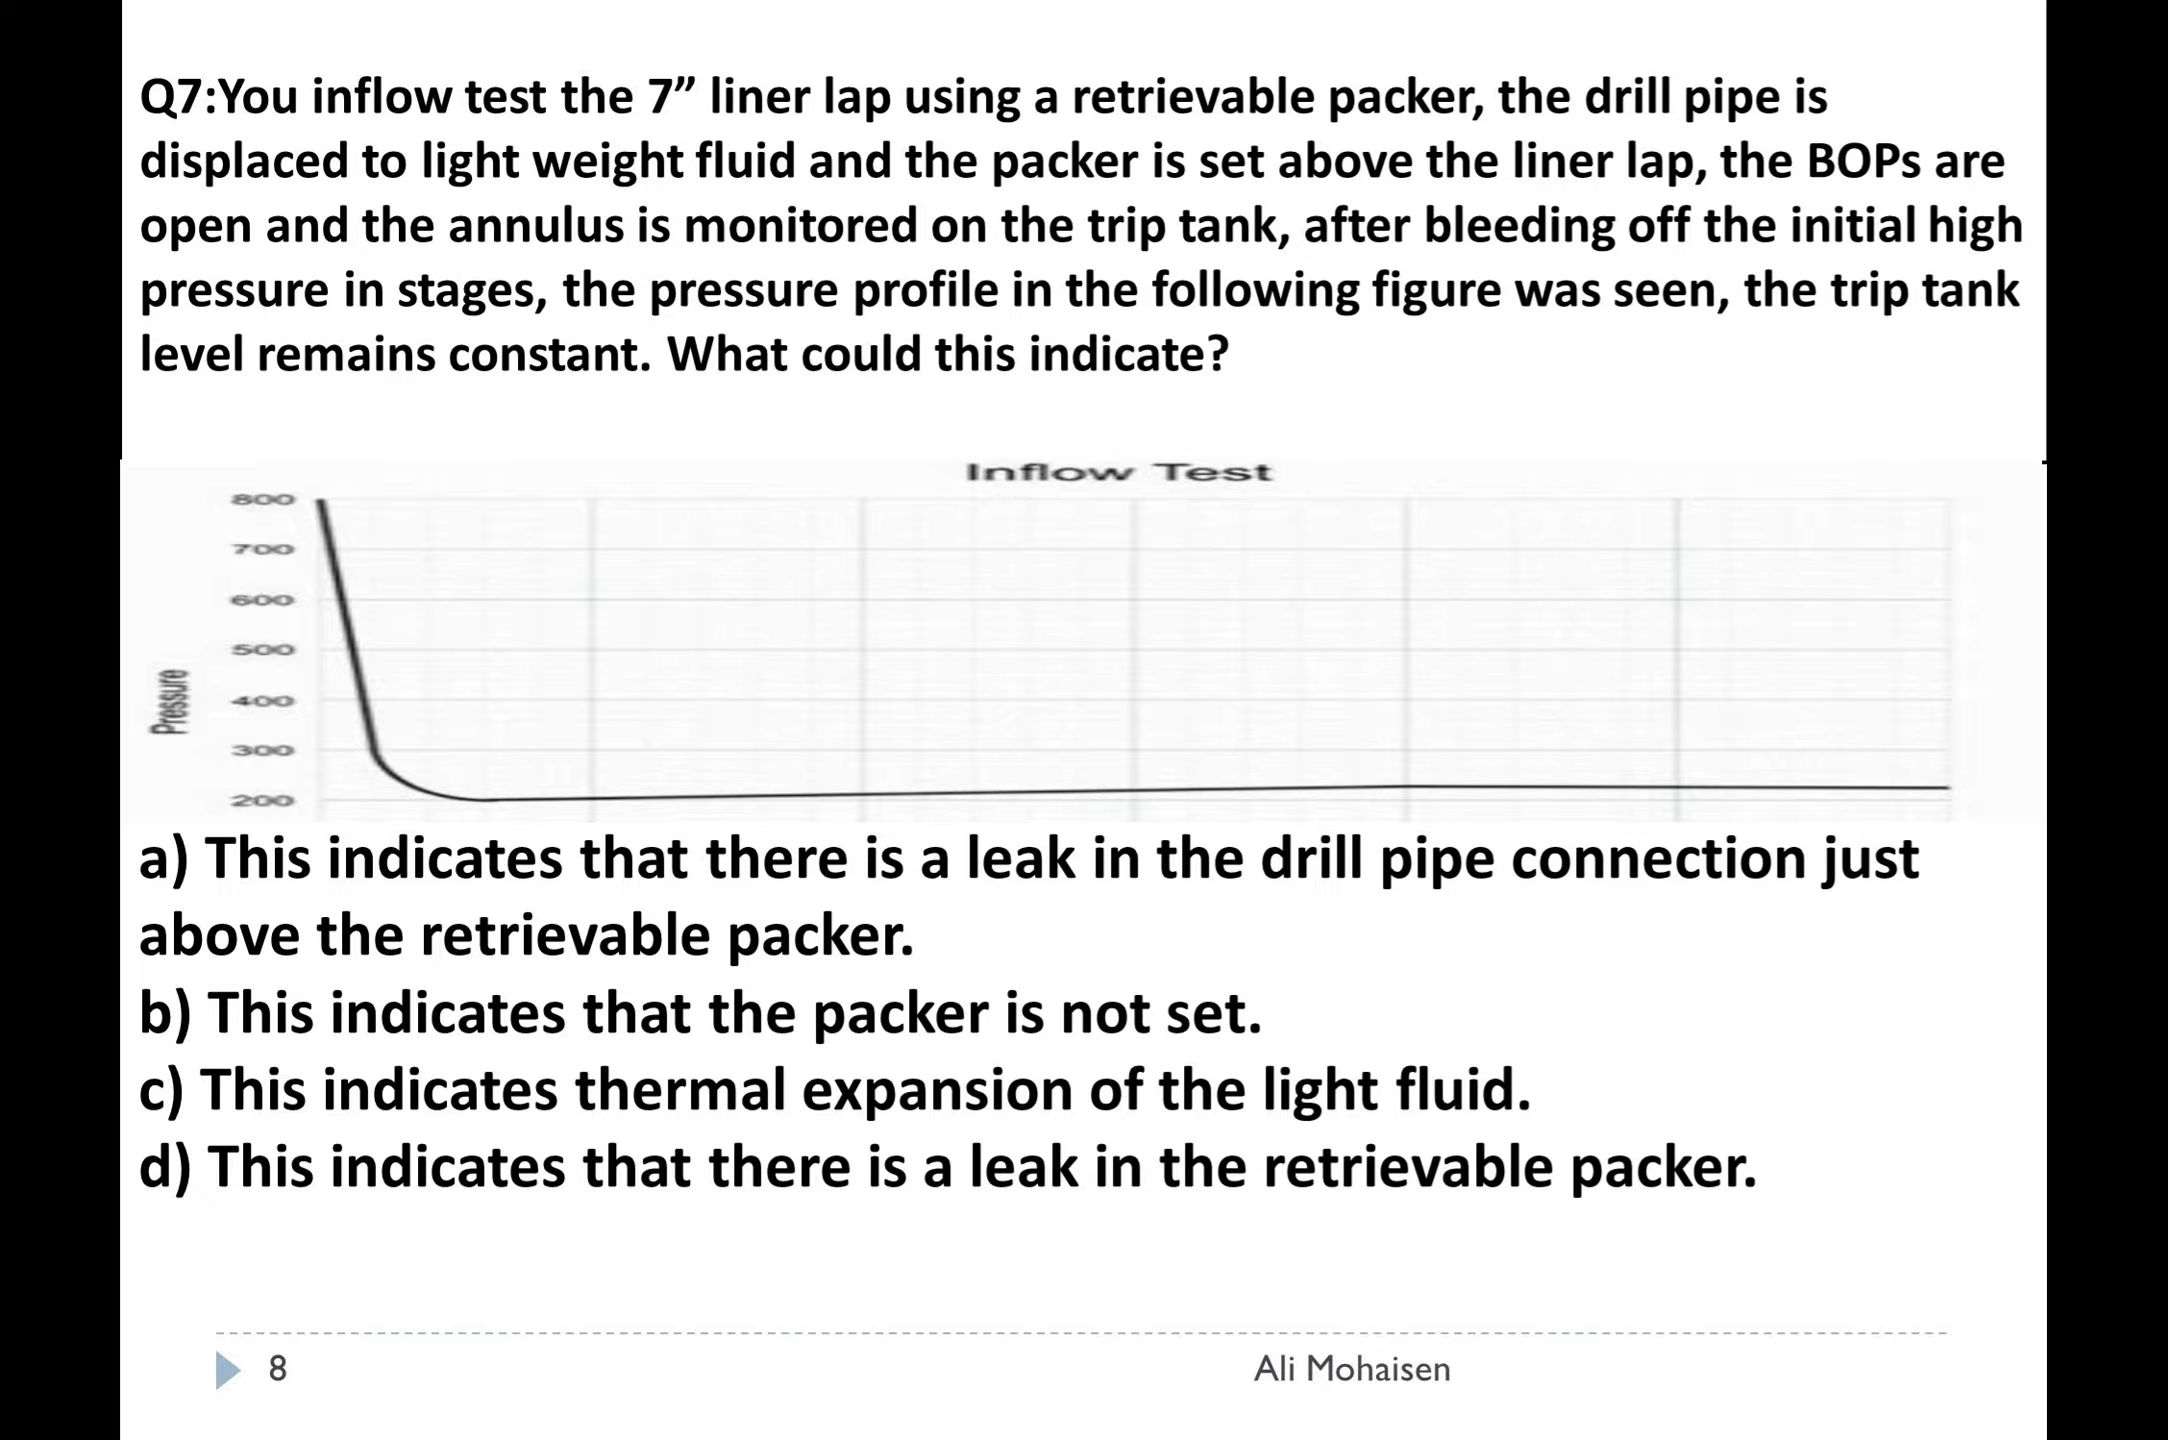 Q7:You inflow test the 7” liner lap using a retrievable packer, the drill pipe is
displaced to light weight fluid and the packer is set above the liner lap, the BOPs are
open and the annulus is monitored on the trip tank, after bleeding off the initial high
pressure in stages, the pressure profile in the following figure was seen, the trip tank
level remains constant. What could this indicate?
Inflow Test
800
700
600
500
400
300
200
Pressure
a) This indicates that there is a leak in the drill pipe connection just
above the retrievable packer.
b) This indicates that the packer is not set.
c) This indicates thermal expansion of the light fluid.
d) This indicates that there is a leak in the retrievable packer.
8
Ali Mohaisen